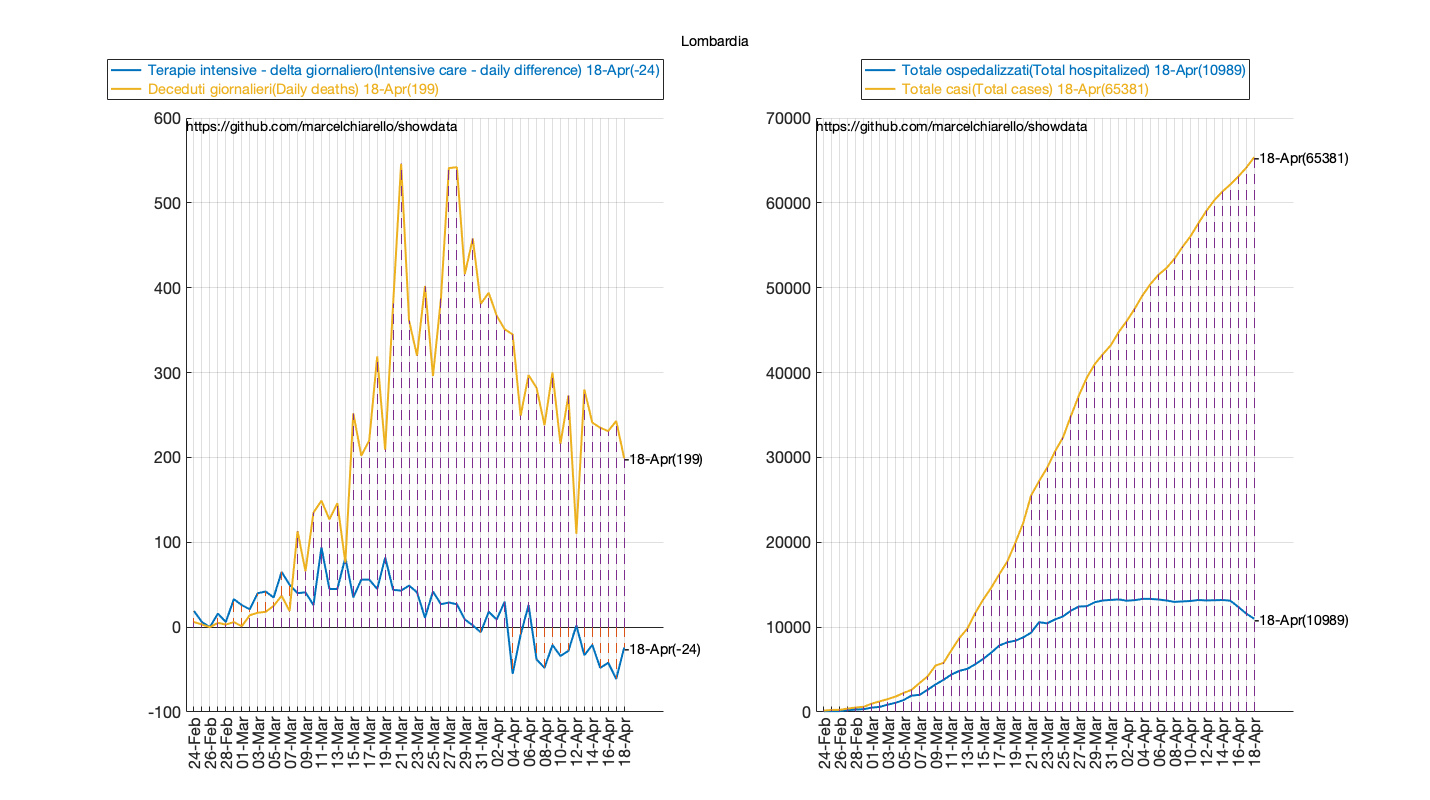 Lombardia
Terapie intensive - delta giornaliero(Intensive care - daily difference) 18-Apr(-24)
Deceduti giornalieri(Daily deaths) 18-Apr(199)
600
500
400
300
200
100
0
-100
https://github.com/marcelchiarello/showdata
18-Apr(199)
18-Apr(-24)
24-Feb
26-Feb
28-Feb
01-Mar
03-Mar
05-Mar
07-Mar
09-Mar
11-Mar
13-Mar
15-Mar
17-Mar
19-Mar
21-Mar
23-Mar
25-Mar
27-Mar
29-Mar
31-Mar
02-Apr
04-Apr
06-Apr
08-Apr
10-Apr
12-Apr
14-Apr
16-Apr
18-Apr
Totale ospedalizzati(Total hospitalized) 18-Apr(10989)
Totale casi(Total cases) 18-Apr(65381)
70000
60000
50000
40000
30000
20000
10000
0
https://github.com/marcelchiarello/showdata
18-Apr(65381)
18-Apr(10989)
24-Feb
26-Feb
28-Feb
01-Mar
03-Mar
05-Mar
07-Mar
09-Mar
11-Mar
13-Mar
15-Mar
17-Mar
19-Mar
21-Mar
23-Mar
25-Mar
27-Mar
29-Mar
31-Mar
02-Apr
04-Apr
06-Apr
08-Apr
10-Apr
12-Apr
14-Apr
16-Apr
18-Apr